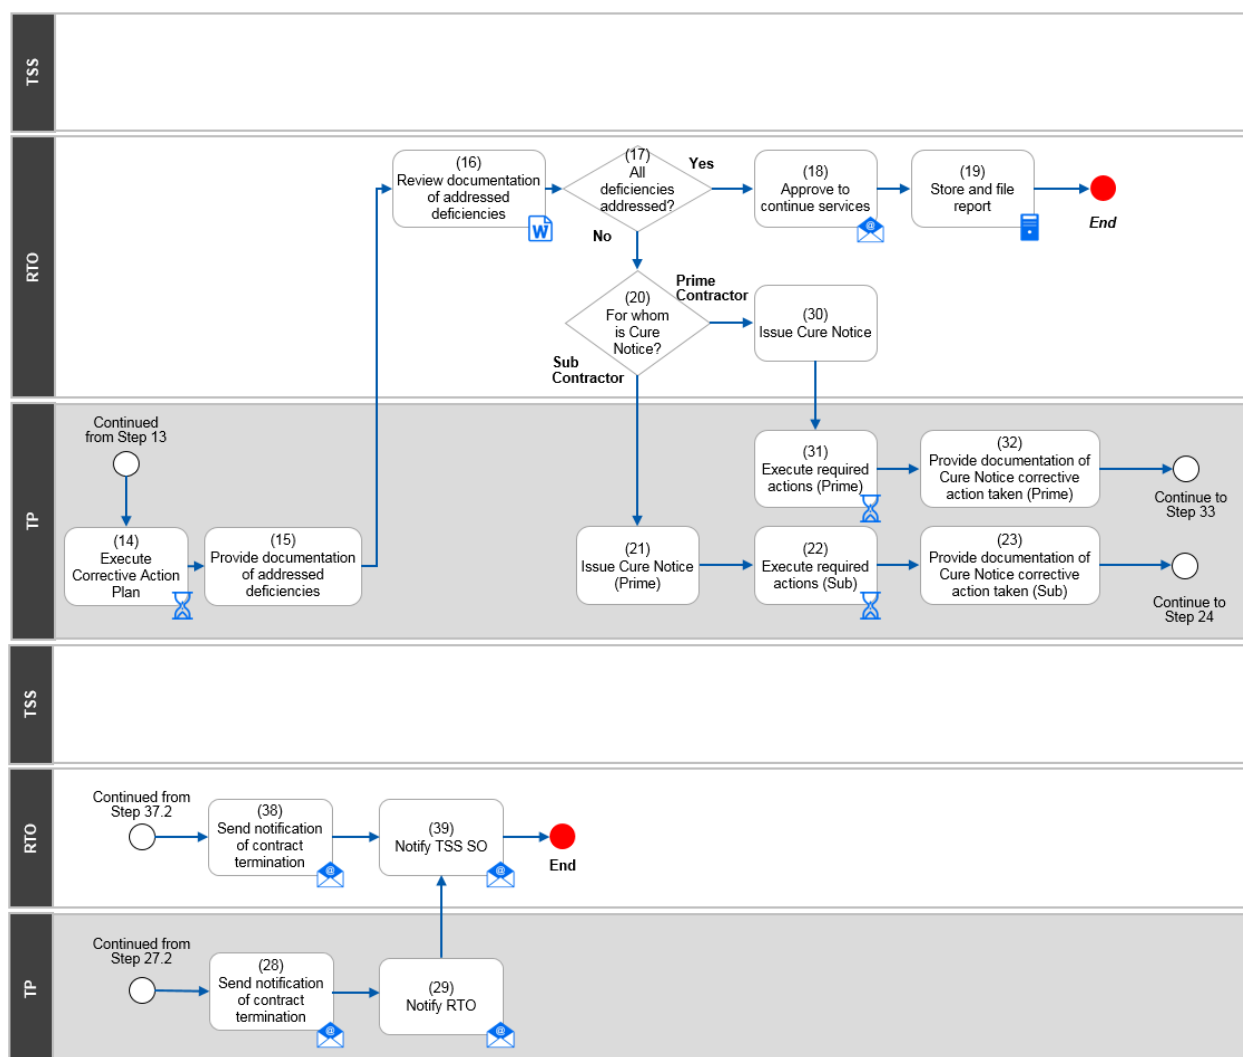 TSS
RTO
(16)
Review documentation
of addressed
deficiencies
W
(17)
All
deficiencies
addressed?
Yes
No
(18)
Approve to
continue services
@
(19)
Store and file
report
End
(20)
For whom
is Cure
Notice?
Prime
Contractor
Sub
Contractor
(30)
Issue Cure Notice
TP
Continued
from Step 13
(14)
Execute
Corrective Action
Plan
(15)
Provide documentation
of addressed
deficiencies
(31)
Execute required
actions (Prime)
(32)
Provide documentation of
Cure Notice corrective
action taken (Prime)
Continue to
Step 33
(21)
Issue Cure Notice
(Prime)
(22)
Execute required
actions (Sub)
(23)
Provide documentation of
Cure Notice corrective
action taken (Sub)
Continue to
Step 24
TSS
RTO
Continued from
Step 37.2
(38)
Send notification
of contract
termination
@
(39)
Notify TSS SO
@
End
TP
Continued from
Step 27.2
(28)
Send notification
of contract
termination
@
(29)
Notify RTO
@